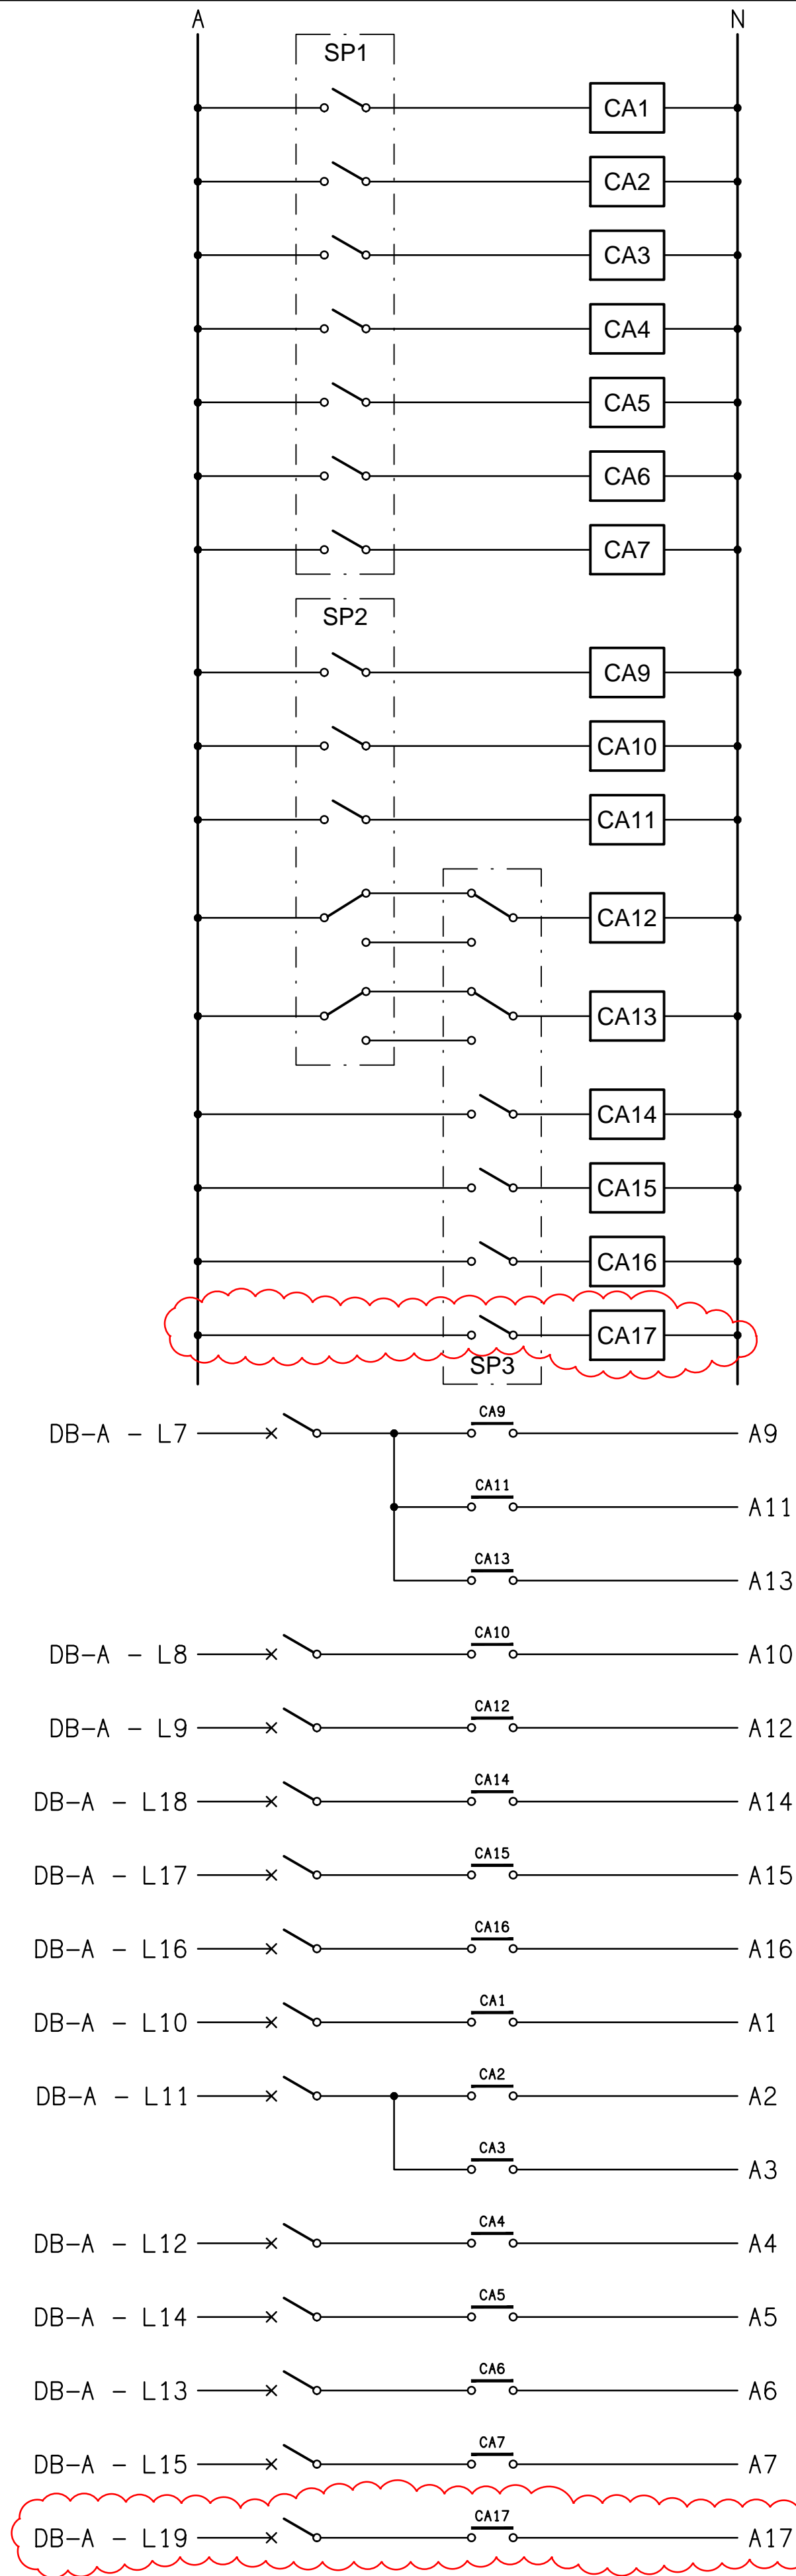 A N
SP1
CA1
CA2
CA3
CA4
CA5
CA6
CA7
SP2
CA9
CA10
CA11
CA12
CA13
CA14
CA15
CA16
CA17
SP3
DB-A - L7 CA9 A9
CA11 A11
CA13 A13
DB-A - L8 CA10 A10
DB-A - L9 CA12 A12
DB-A - L18 CA14 A14
DB-A - L17 CA15 A15
DB-A - L16 CA16 A16
DB-A - L10 CA1 A1
DB-A - L11 CA2 A2
CA3 A3
DB-A - L12 CA4 A4
DB-A - L14 CA5 A5
DB-A - L13 CA6 A6
DB-A - L15 CA7 A7
DB-A - L19 CA17 A17